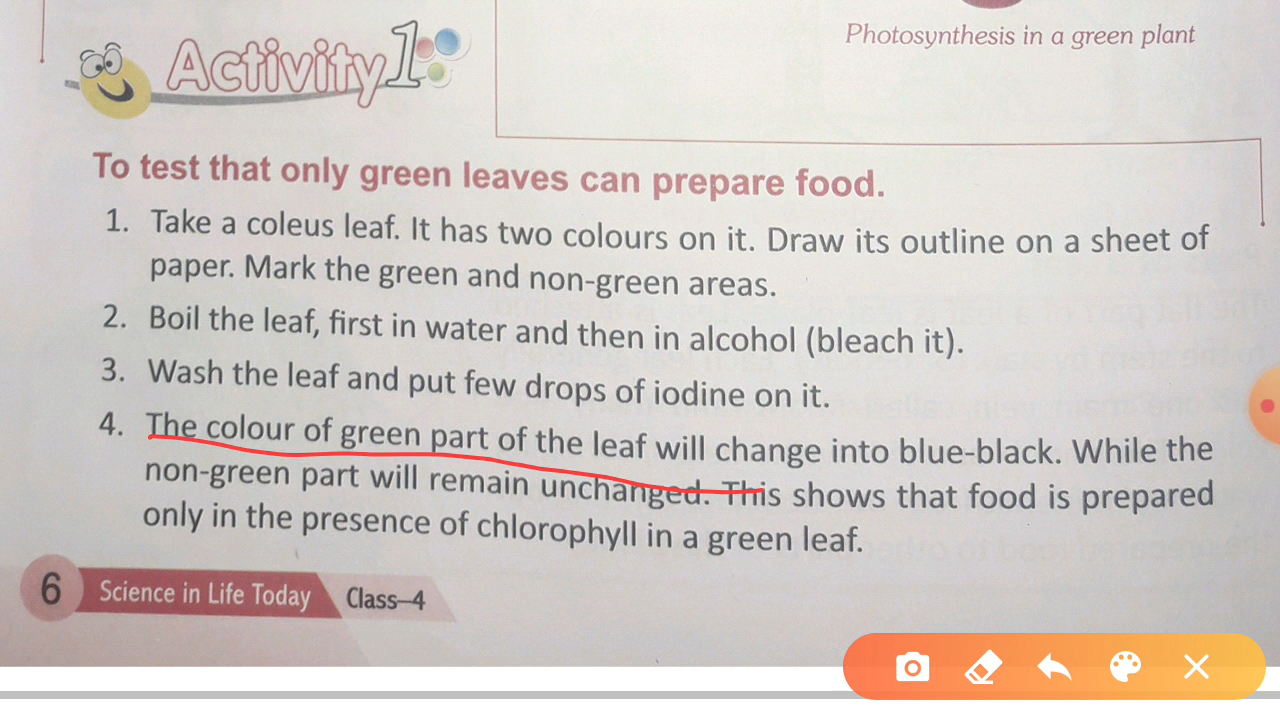 Photosynthesis in a green plant
Activity 1
To test that only green leaves can prepare food.
1. Take a coleus leaf. It has two colours on it. Draw its outline on a sheet of
paper. Mark the green and non-green areas.
2. Boil the leaf, first in water and then in alcohol (bleach it).
3. Wash the leaf and put few drops of iodine on it.
4. The colour of green part of the leaf will change into blue-black. While the
non-green part will remain unchanged. This shows that food is prepared
only in the presence of chlorophyll in a green leaf.
6 Science in Life Today Class–4